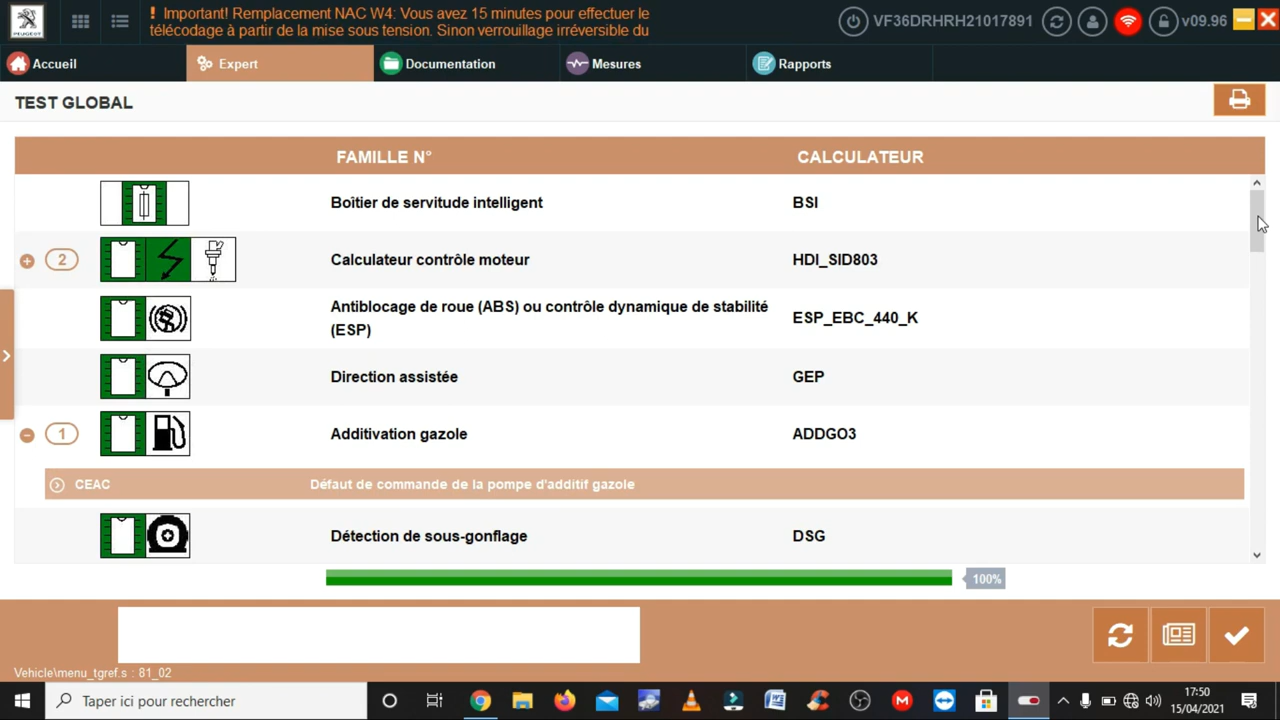 Important! Remplacement NAC W4: Vous avez 15 minutes pour effectuer le
télécodage à partir de la mise sous tension. Sinon verrouillage irréversible du
VF36DRHRH21017891
v09.96
PEUGEOT
Accueil
Expert
Documentation
Mesures
Rapports
TEST GLOBAL
FAMILLE N° CALCULATEUR
Boîtier de servitude intelligent BSI
2 Calculateur contrôle moteur HDI_SID803
Antiblocage de roue (ABS) ou contrôle dynamique de stabilité
(ESP) ESP_EBC_440_K
Direction assistée GEP
1 Additivation gazole ADDGO3
CEAC Défaut de commande de la pompe d'additif gazole
Détection de sous-gonflage DSG
100%
Vehicle\menu_tgref.s : 81_02
Taper ici pour rechercher
17:50
15/04/2021